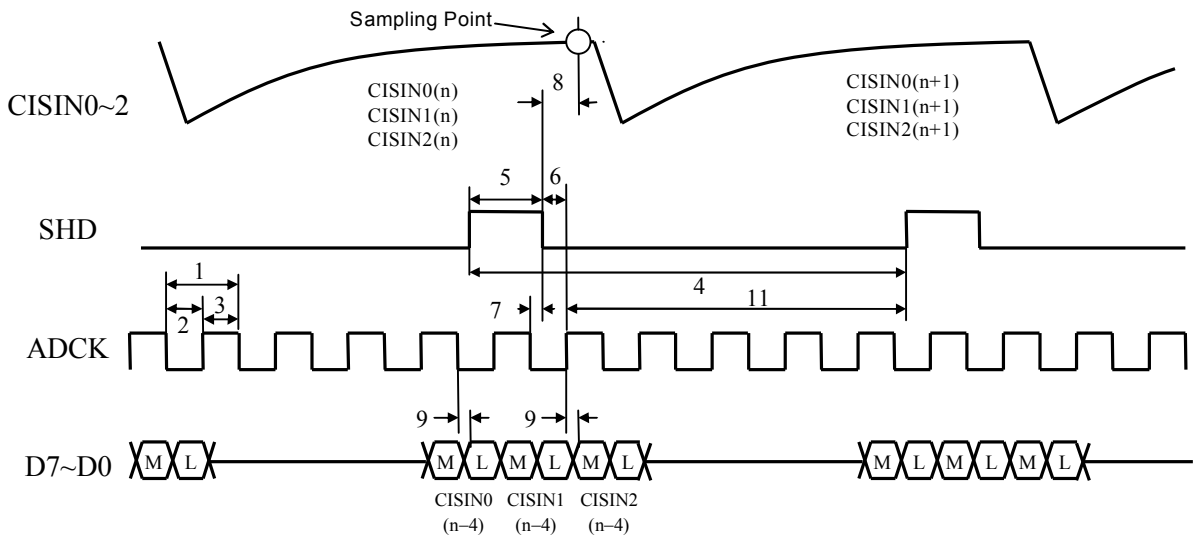 Sampling Point
CISIN0~2
CISIN0(n)
CISIN1(n)
CISIN2(n)
8
CISIN0(n+1)
CISIN1(n+1)
CISIN2(n+1)
5
6
SHD
4
1
2
3
7
11
ADCK
9
9
D7~D0
M L M L M L M L M L M L M L
CISIN0
(n–4)
CISIN1
(n–4)
CISIN2
(n–4)